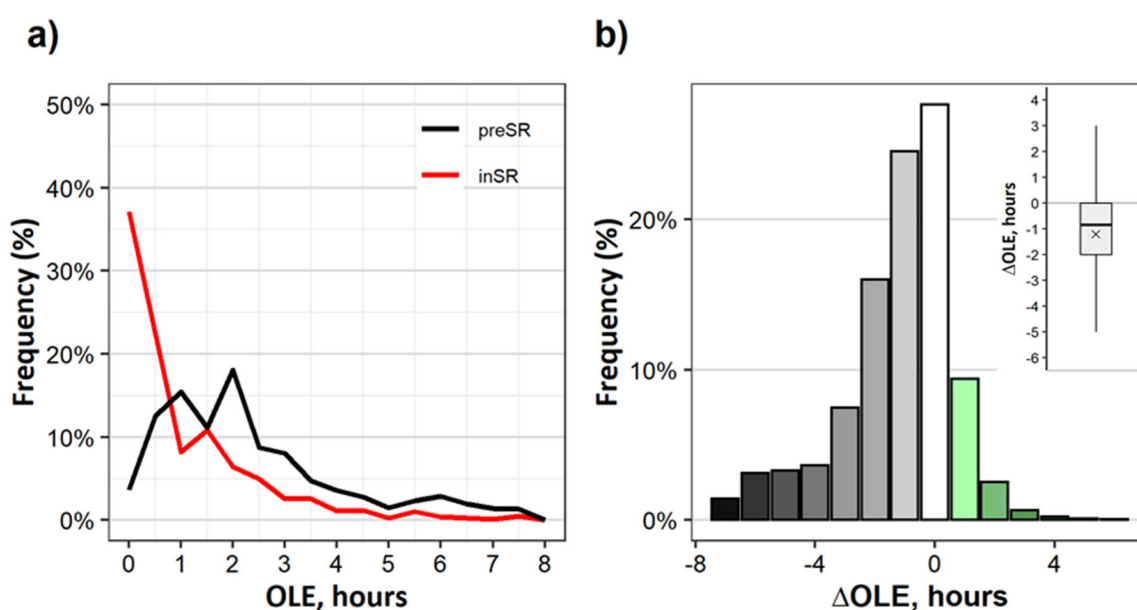 a)
50%
40%
30%
20%
10%
0%
Frequency (%)
preSR
inSR
0 1 2 3 4 5 6 7 8
OLE, hours
b)
20%
10%
0%
Frequency (%)
-8 -4 0 4
ΔOLE, hours
4
3
2
1
0
-1
-2
-3
-4
-5
-6
ΔOLE, hours